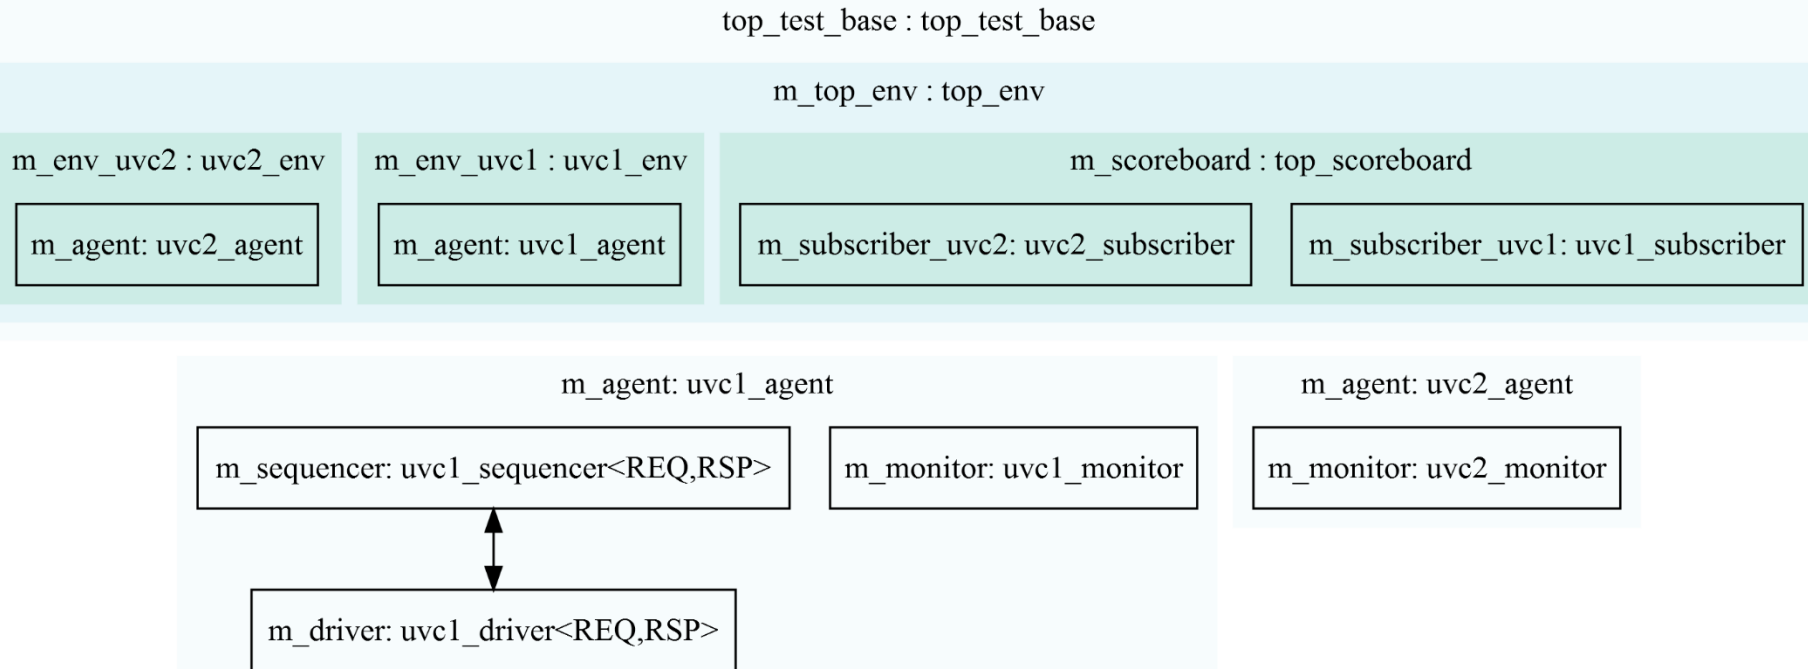 top_test_base : top_test_base
m_top_env : top_env
m_env_uvc2 : uvc2_env
m_agent: uvc2_agent
m_env_uvc1 : uvc1_env
m_agent: uvc1_agent
m_scoreboard : top_scoreboard
m_subscriber_uvc2: uvc2_subscriber
m_subscriber_uvc1: uvc1_subscriber
m_agent: uvc1_agent
m_sequencer: uvc1_sequencer<REQ,RSP>
m_monitor: uvc1_monitor
m_driver: uvc1_driver<REQ,RSP>
m_agent: uvc2_agent
m_monitor: uvc2_monitor